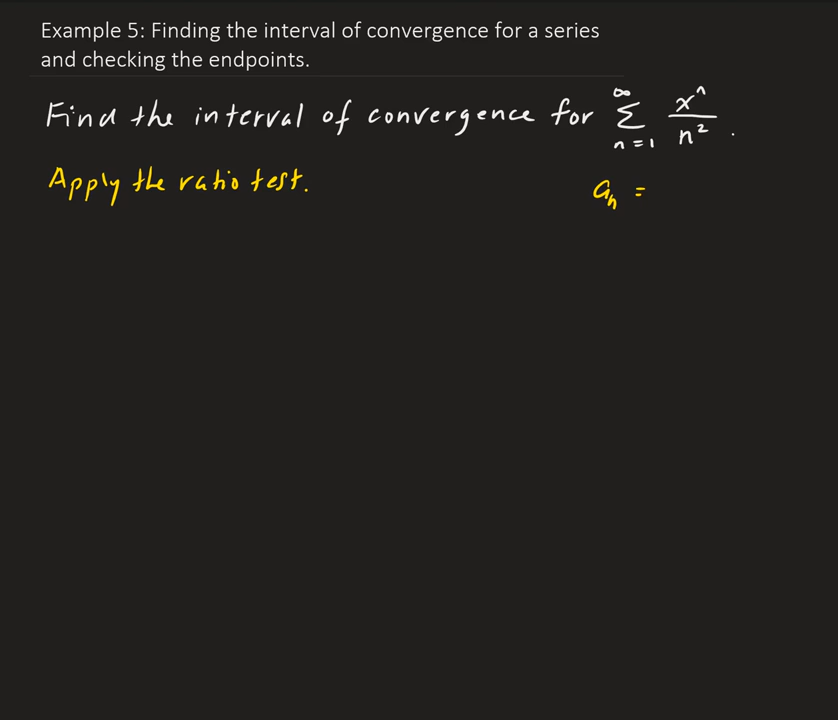 Example 5: Finding the interval of convergence for a series
and checking the endpoints.
Find the interval of convergence for ∑_{n=1}^{∞} x^n/n^2 .
Apply the ratio test. a_n =